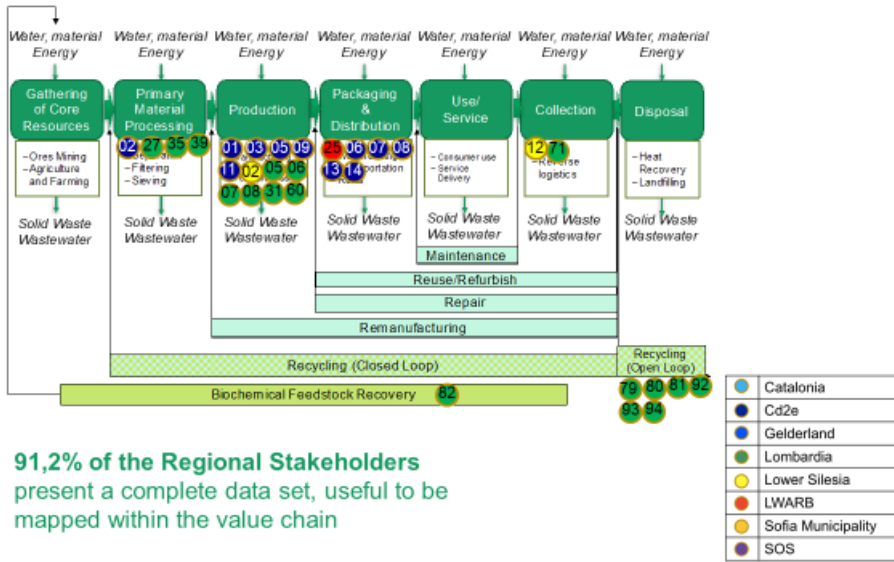 Water, material Energy
Water, material Energy
Water, material Energy
Water, material Energy
Water, material Energy
Water, material Energy
Water, material Energy
Gathering of Core Resources
Primary Material Processing
Production
Packaging & Distribution
Use/ Service
Collection
Disposal
–Ores Mining
–Agriculture and Farming
02 27 35 39
–Filtering
–Sieving
01 03 05 09
11 02 05 06
07 08 31 60
25 06 07 08
13 14
– Consumer use
– Service Delivery
12 71
–Reverse logistics
–Heat Recovery
–Landfilling
Solid Waste Wastewater
Solid Waste Wastewater
Solid Waste Wastewater
Solid Waste Wastewater
Solid Waste Wastewater
Solid Waste Wastewater
Solid Waste Wastewater
Maintenance
Reuse/Refurbish
Repair
Remanufacturing
Recycling (Closed Loop)
Recycling (Open Loop)
Biochemical Feedstock Recovery 82
79 80 81 92
93 94
91,2% of the Regional Stakeholders
present a complete data set, useful to be
mapped within the value chain
Catalonia
Cd2e
Gelderland
Lombardia
Lower Silesia
LWARB
Sofia Municipality
SOS